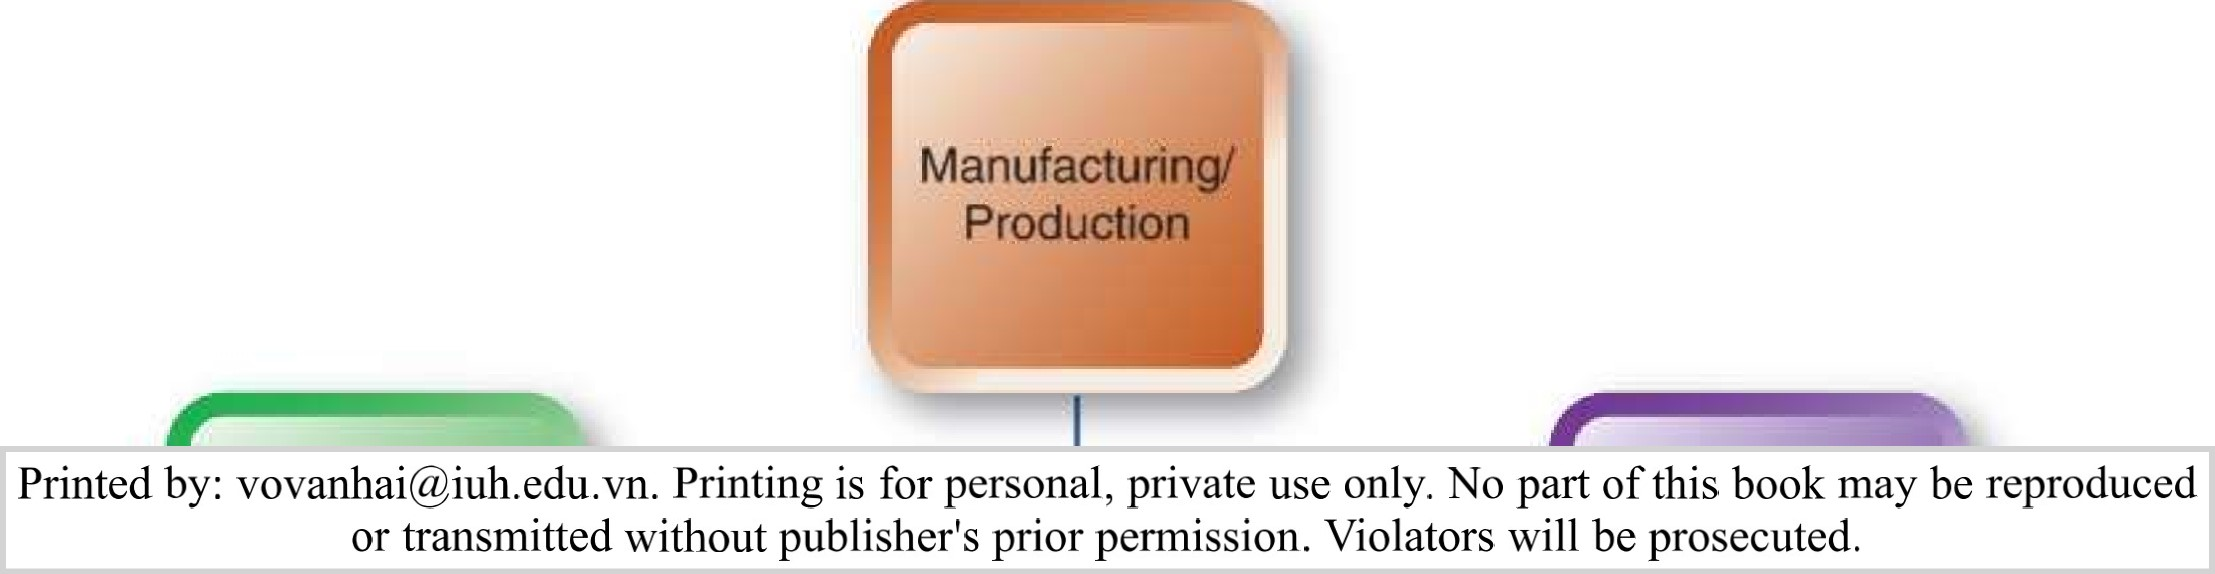 Manufacturing/
Production
Printed by: vovanhai@iuh.edu.vn. Printing is for personal, private use only. No part of this book may be reproduced
or transmitted without publisher's prior permission. Violators will be prosecuted.